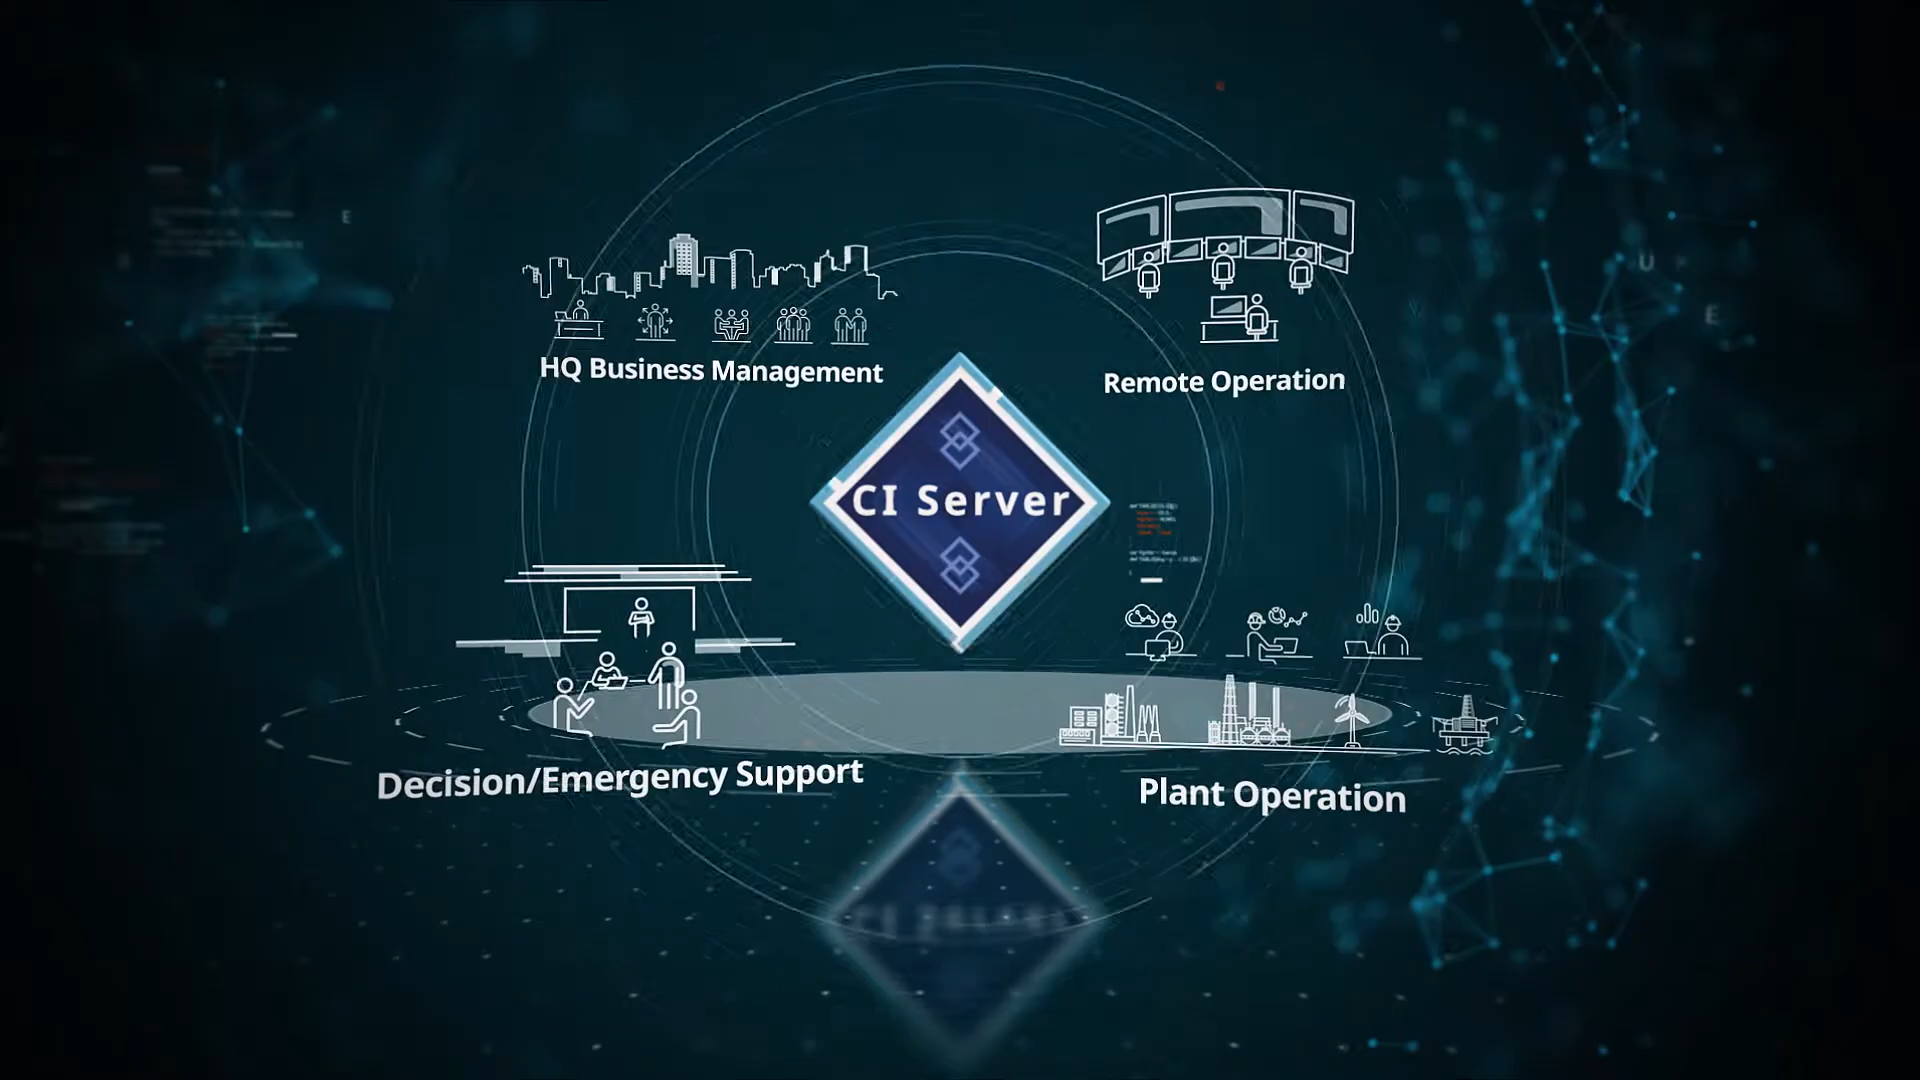 E
U
E
HQ Business Management
Remote Operation
CI Server
Decision/Emergency Support
Plant Operation